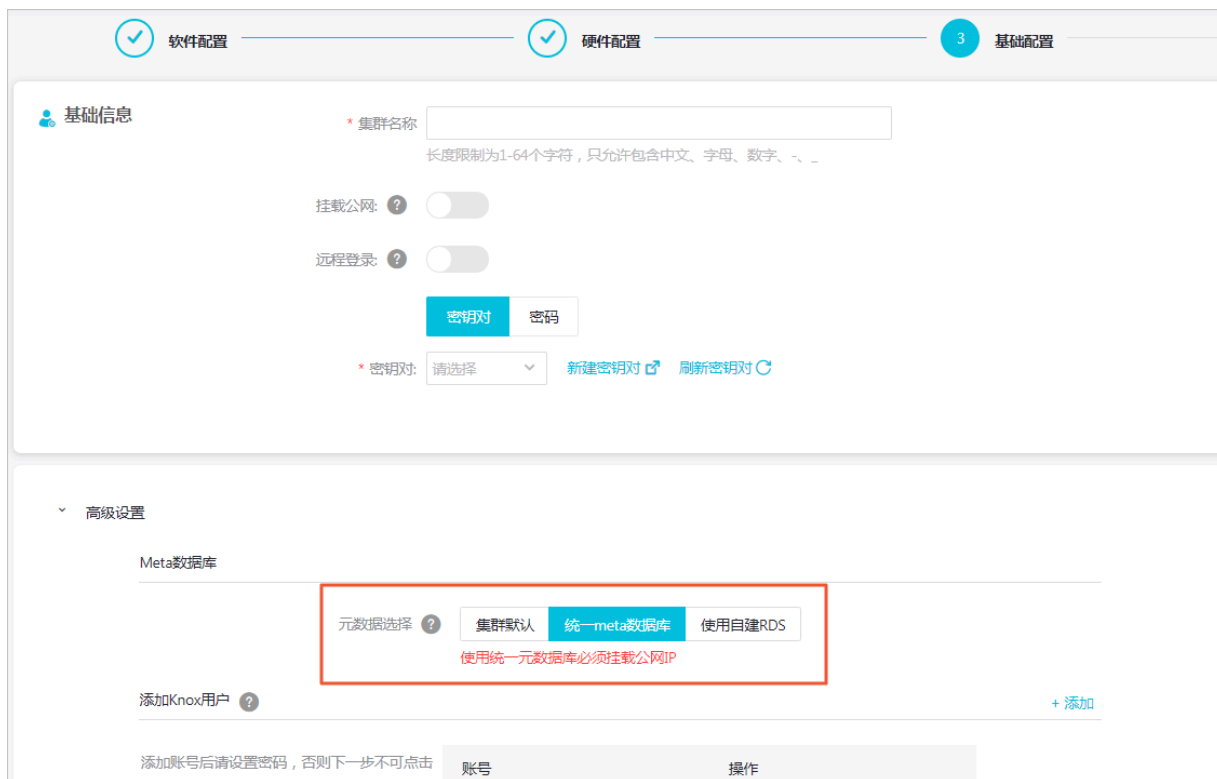 软件配置 硬件配置 3 基础配置
基础信息
* 集群名称
长度限制为1-64个字符，只允许包含中文、字母、数字、-、_
挂载公网: ?
远程登录: ?
密钥对 密码
* 密钥对: 请选择 新建密钥对 刷新密钥对
高级设置
Meta数据库
元数据选择 ? 集群默认 统一meta数据库 使用自建RDS
使用统一元数据库必须挂载公网IP
添加Knox用户 ? + 添加
添加账号后请设置密码，否则下一步不可点击 账号 操作